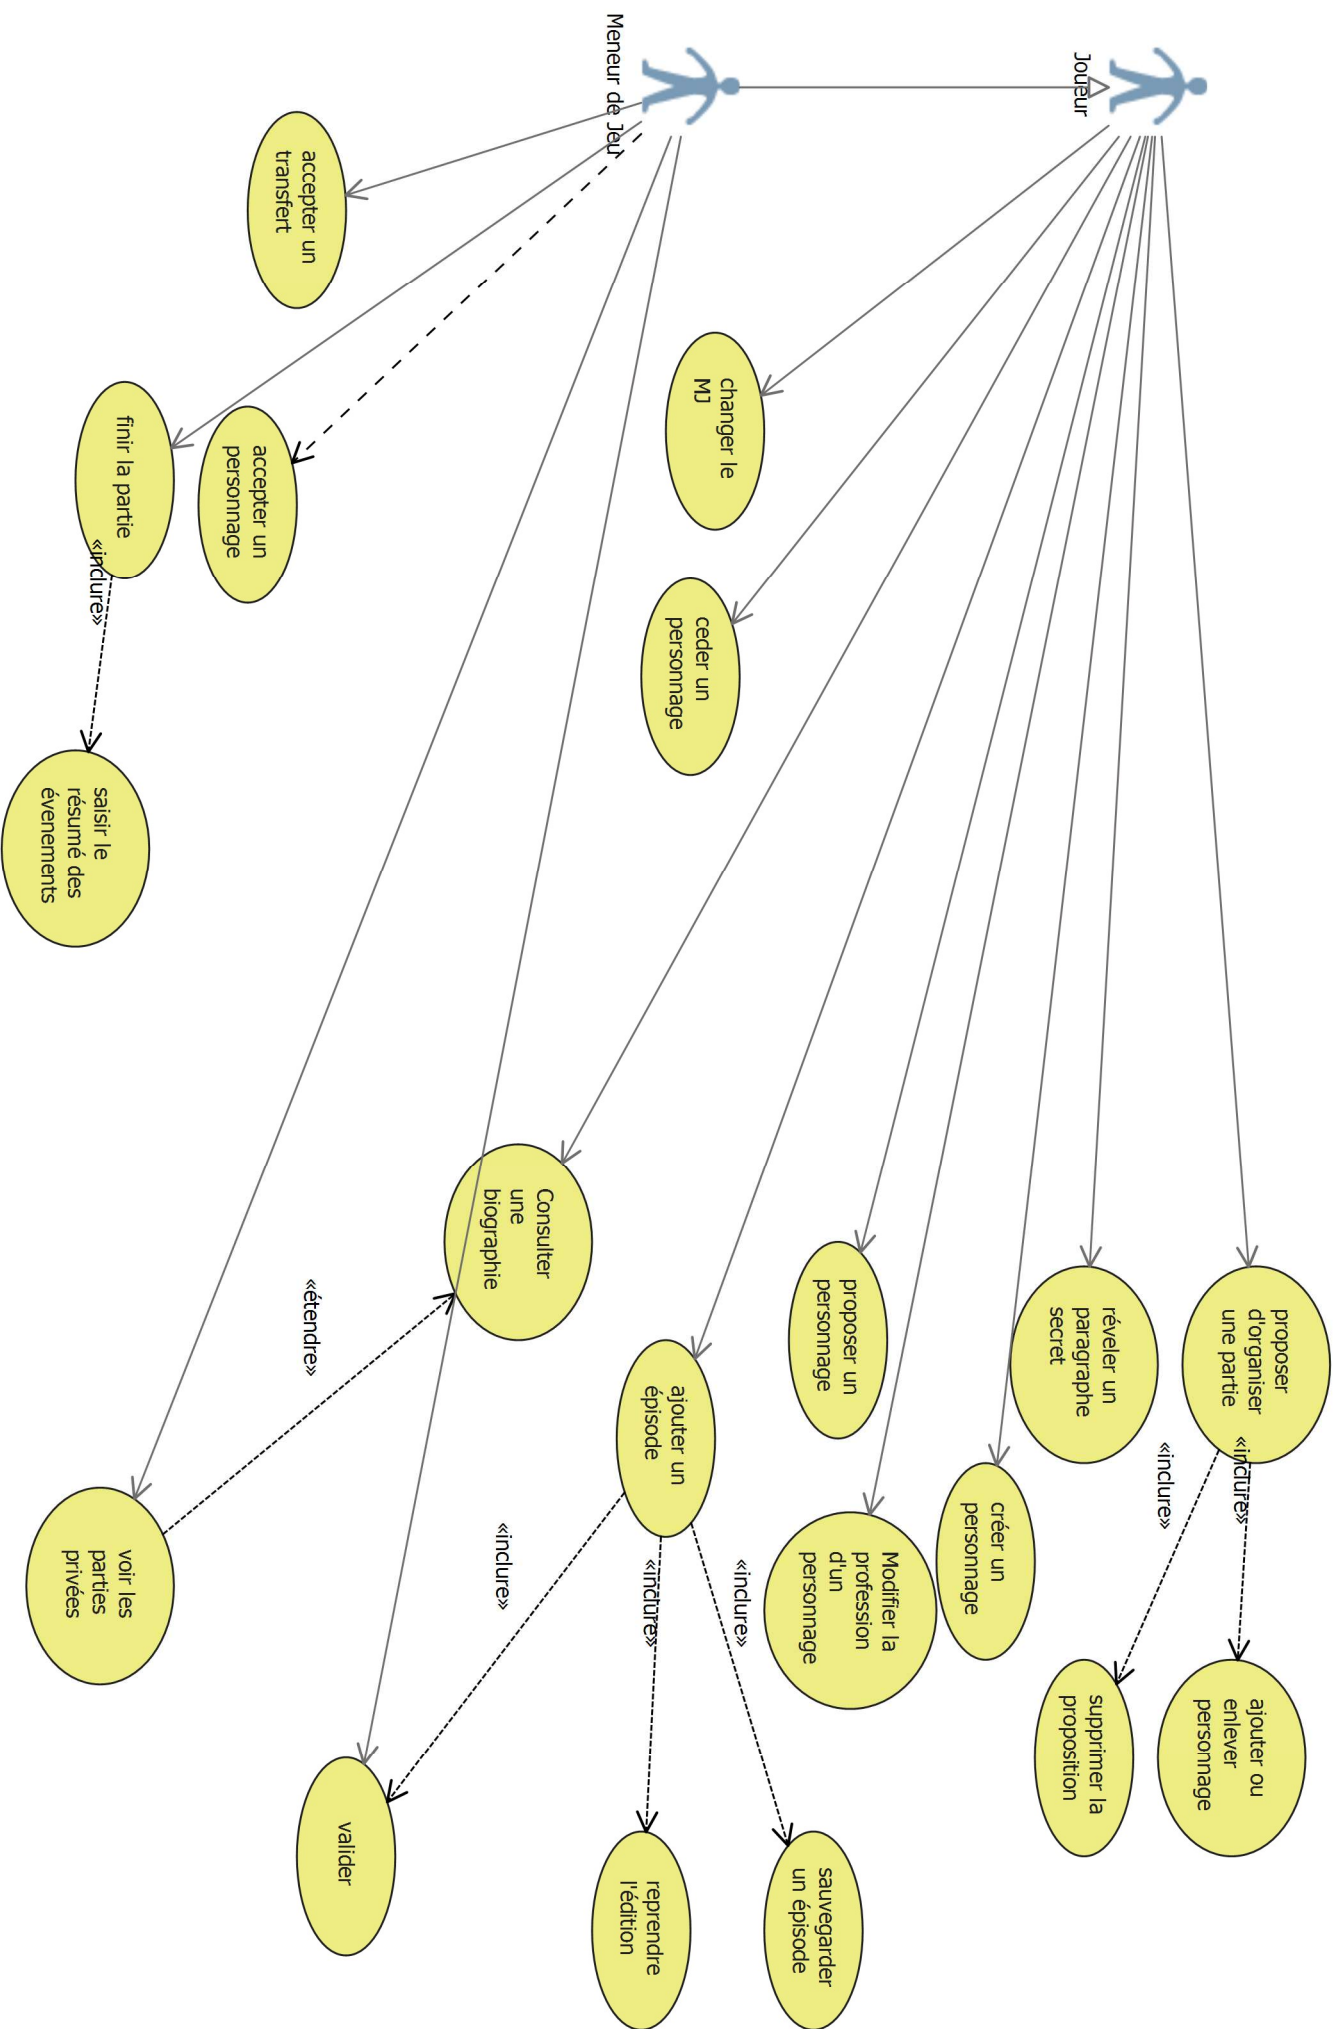 Joueur
proposer
d'organiser
une partie
«inclure»
ajouter ou
enlever
personnage
«inclure»
supprimer la
proposition
réveler un
paragraphe
secret
créer un
personnage
Modifier la
profession
d'un
personnage
proposer un
personnage
changer le
MJ
ceder un
personnage
ajouter un
épisode
«inclure»
sauvegarder
un épisode
«inclure»
reprendre
l'édition
«inclure»
valider
Consulter
une
biographie
Meneur de Jeu
accepter un
transfert
accepter un
personnage
«étendre»
voir les
parties
privées
finir la partie
«inclure»
saisir le
résumé des
évenements